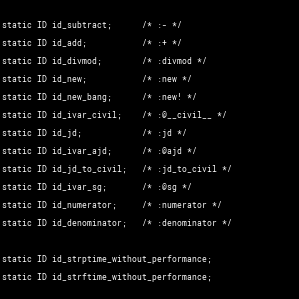 static ID id_subtract;      /* :- */
static ID id_add;           /* :+ */
static ID id_divmod;        /* :divmod */
static ID id_new;           /* :new */
static ID id_new_bang;      /* :new! */
static ID id_ivar_civil;    /* :@__civil__ */
static ID id_jd;            /* :jd */
static ID id_ivar_ajd;      /* :@ajd */
static ID id_jd_to_civil;   /* :jd_to_civil */
static ID id_ivar_sg;       /* :@sg */
static ID id_numerator;     /* :numerator */
static ID id_denominator;   /* :denominator */
static ID id_strptime_without_performance;
static ID id_strftime_without_performance;